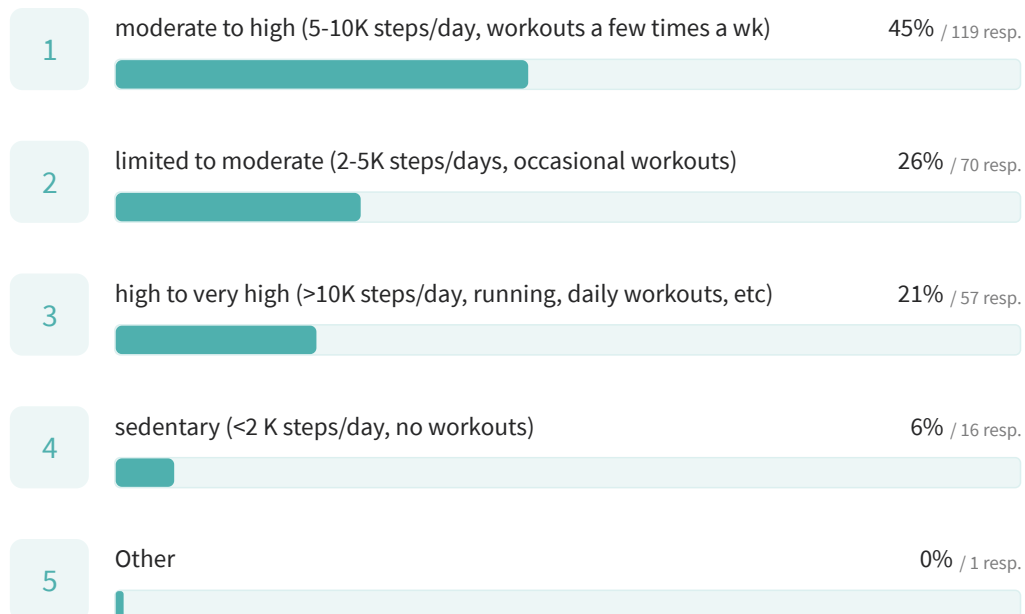 1 moderate to high (5-10K steps/day, workouts a few times a wk) 45% / 119 resp.
2 limited to moderate (2-5K steps/days, occasional workouts) 26% / 70 resp.
3 high to very high (>10K steps/day, running, daily workouts, etc) 21% / 57 resp.
4 sedentary (<2 K steps/day, no workouts) 6% / 16 resp.
5 Other 0% / 1 resp.